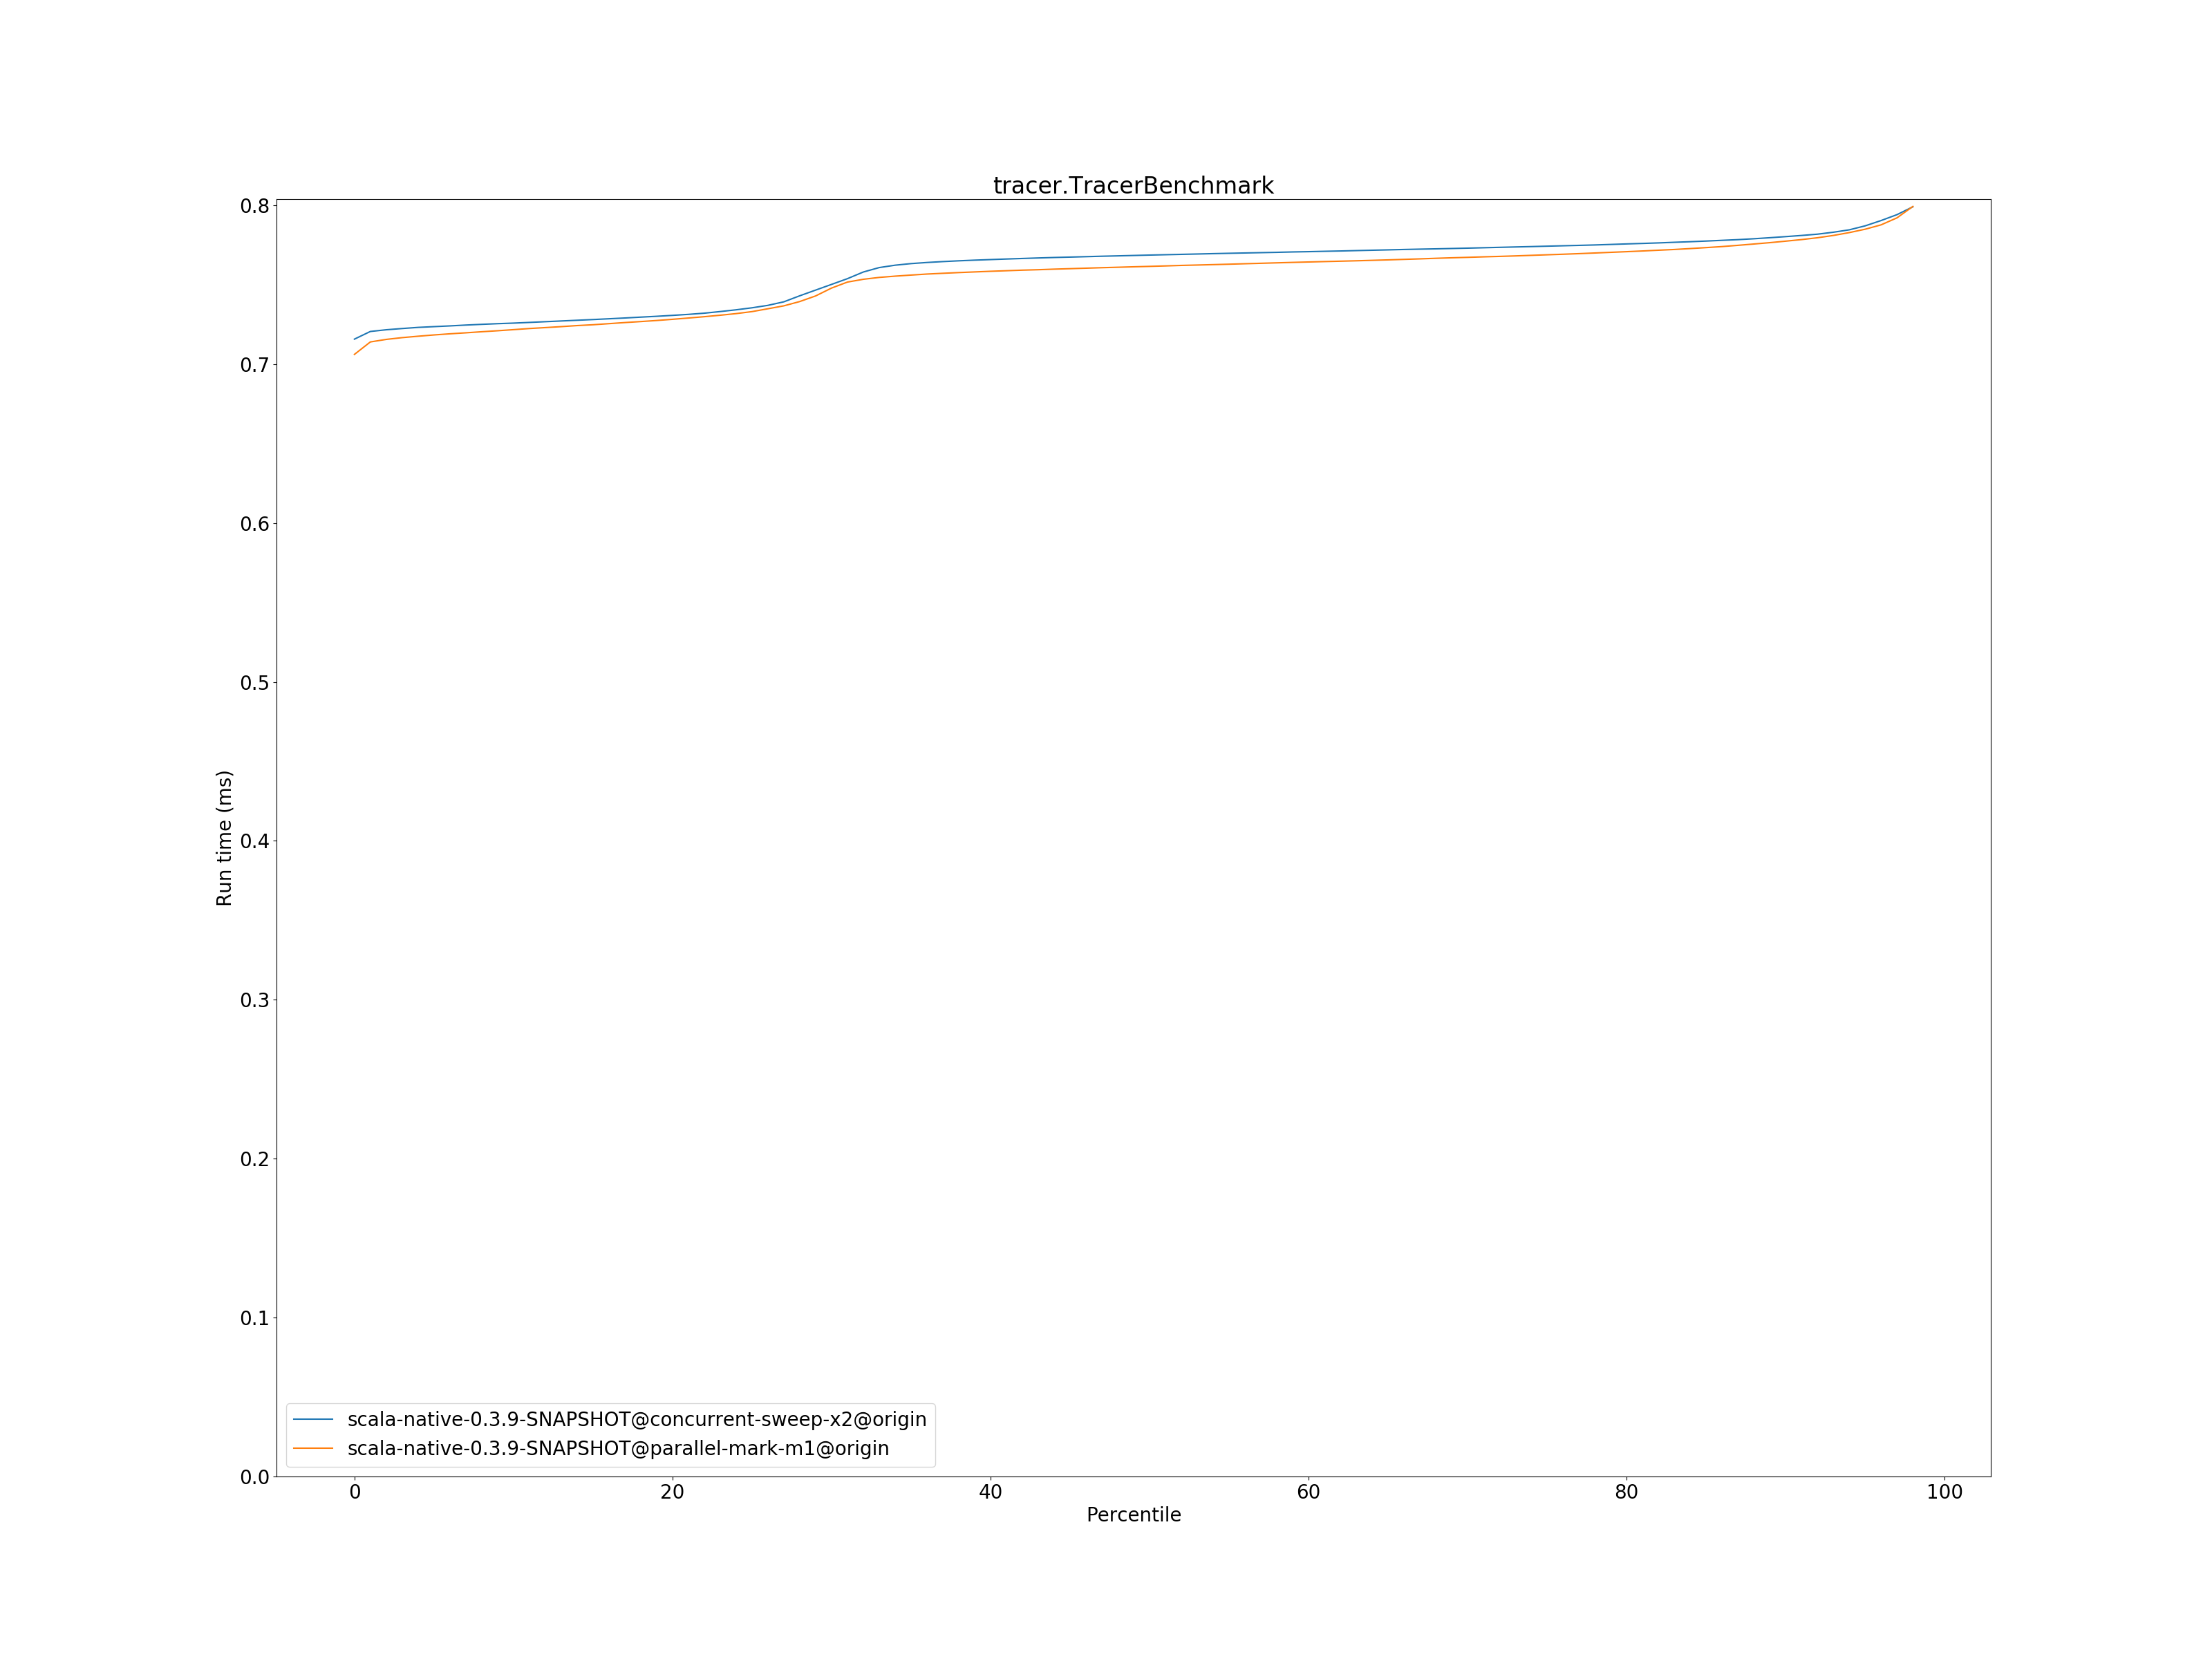 tracer.TracerBenchmark
0.8
0.7
0.6
0.5
0.4
0.3
0.2
0.1
0.0
Run time (ms)
scala-native-0.3.9-SNAPSHOT@concurrent-sweep-x2@origin
scala-native-0.3.9-SNAPSHOT@parallel-mark-m1@origin
0 20 40 60 80 100
Percentile